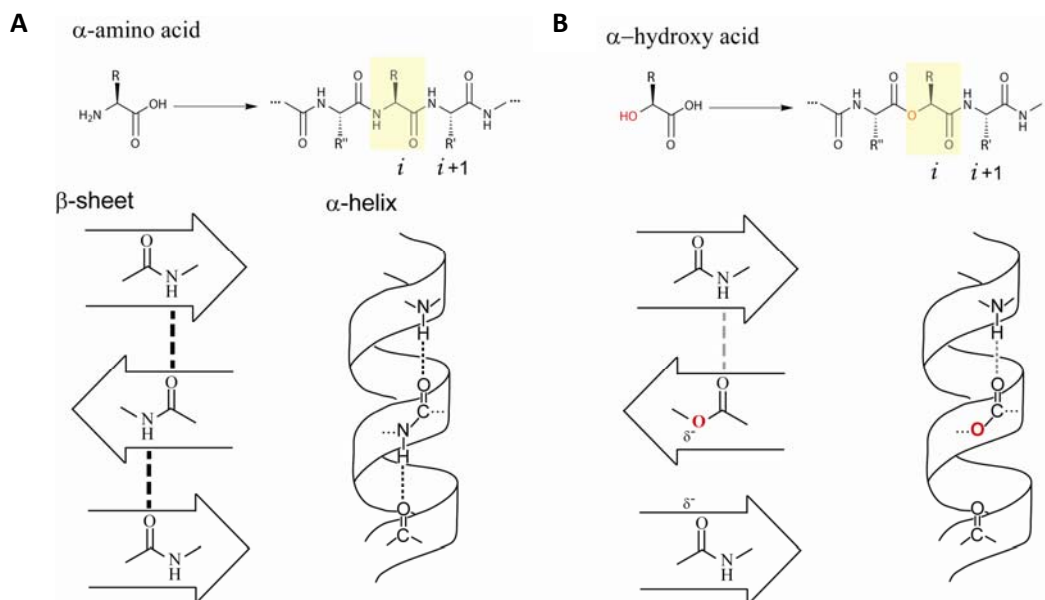 A
α-amino acid
R
H₂N
OH
O
...
O
H
N
R"
O
N
H
R
O
H
N
R'
O
N
H
...
i
i+1
β-sheet
α-helix
O
N
H
O
N
H
O
N
H
N
H
O
C
...
...
N
H
O
C
B
α–hydroxy acid
R
HO
OH
O
...
O
H
N
R"
O
O
R
O
H
N
R'
O
N
H
i
i+1
O
N
H
O
O
δ-
δ-
O
N
H
N
H
O
C
...
...
O
O
C